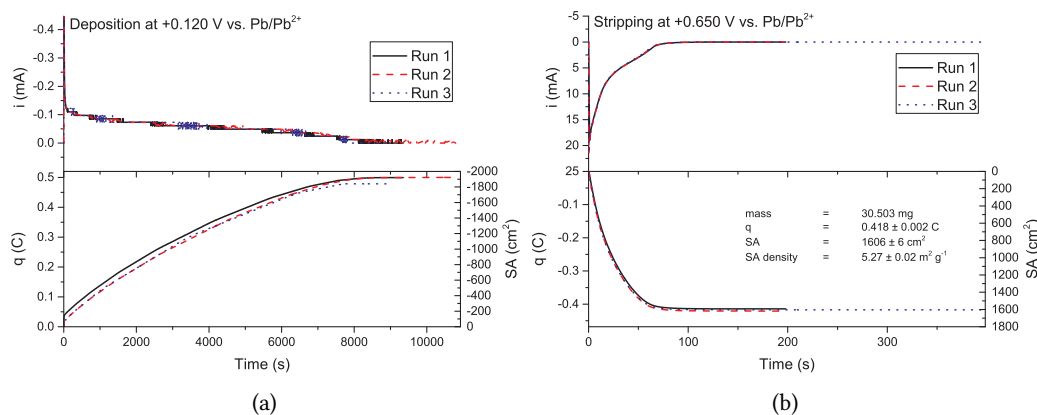 Deposition at +0.120 V vs. Pb/Pb²⁺
-0.4
-0.3
-0.2
-0.1
0.0
i (mA)
Run 1
Run 2
Run 3
0.5
0.4
0.3
0.2
0.1
0.0
q (C)
-2000
-1800
-1600
-1400
-1200
-1000
-800
-600
-400
-200
0
SA (cm²)
0
2000
4000
6000
8000
10000
Time (s)
(a)
Stripping at +0.650 V vs. Pb/Pb²⁺
-5
0
5
10
15
20
25
i (mA)
Run 1
Run 2
Run 3
-0.1
-0.2
-0.3
-0.4
q (C)
mass = 30.503 mg
q = 0.418 ± 0.002 C
SA = 1606 ± 6 cm²
SA density = 5.27 ± 0.02 m² g⁻¹
0
200
400
600
800
1000
1200
1400
1600
1800
SA (cm²)
0
100
200
300
Time (s)
(b)